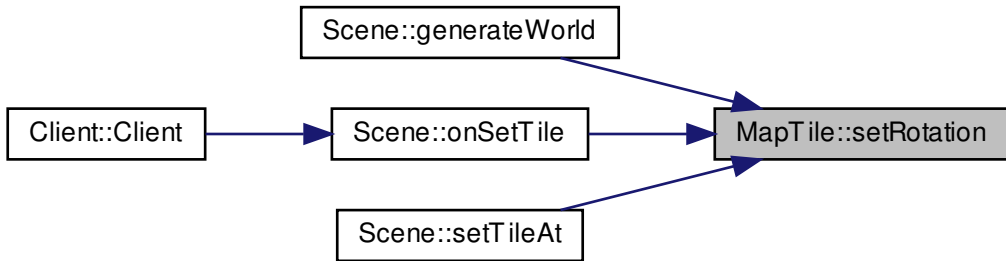 Scene::generateWorld
Client::Client
Scene::onSetTile
MapTile::setRotation
Scene::setTileAt